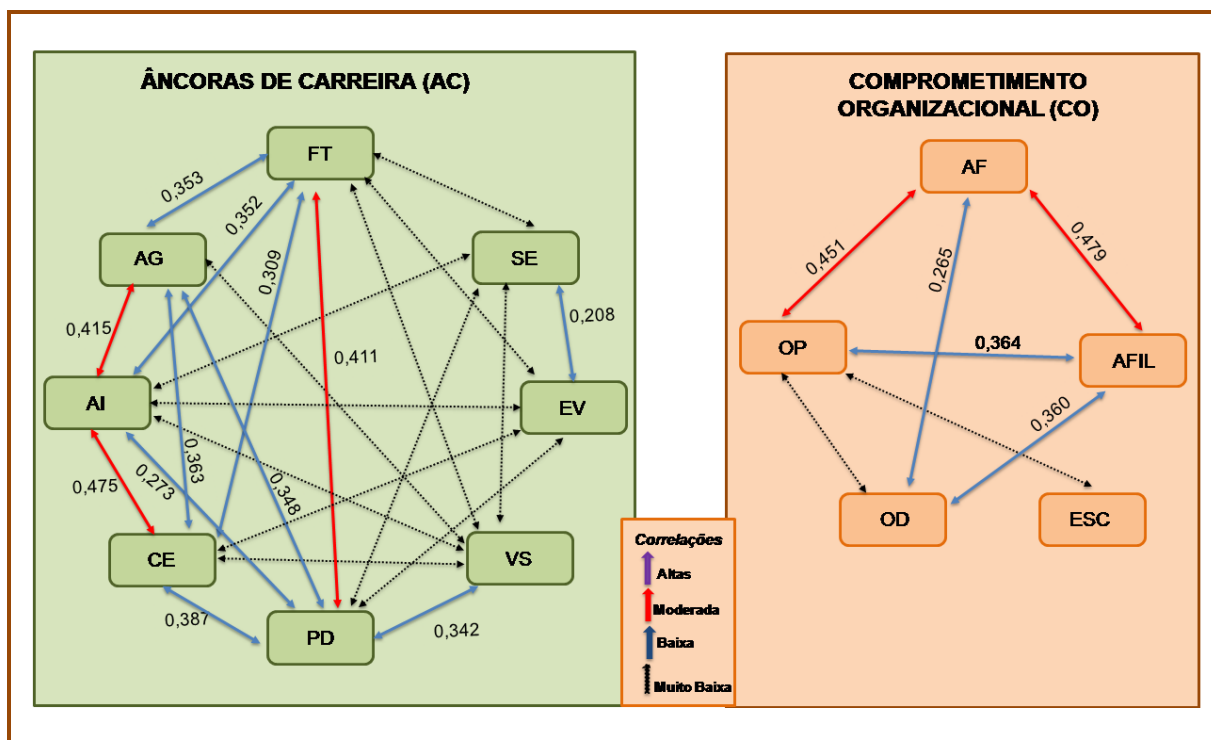 ÂNCORAS DE CARREIRA (AC)
FT
0,353
0,352
AG
SE
0,309
0,208
0,415
0,411
AI
EV
0,475
0,273
0,363
0,348
CE
VS
0,387
PD
0,342
COMPROMETIMENTO
ORGANIZACIONAL (CO)
AF
0,451
0,265
0,479
OP
0,364
AFIL
0,360
OD
ESC
Correlações
Altas
Moderada
Baixa
Muito Baixa